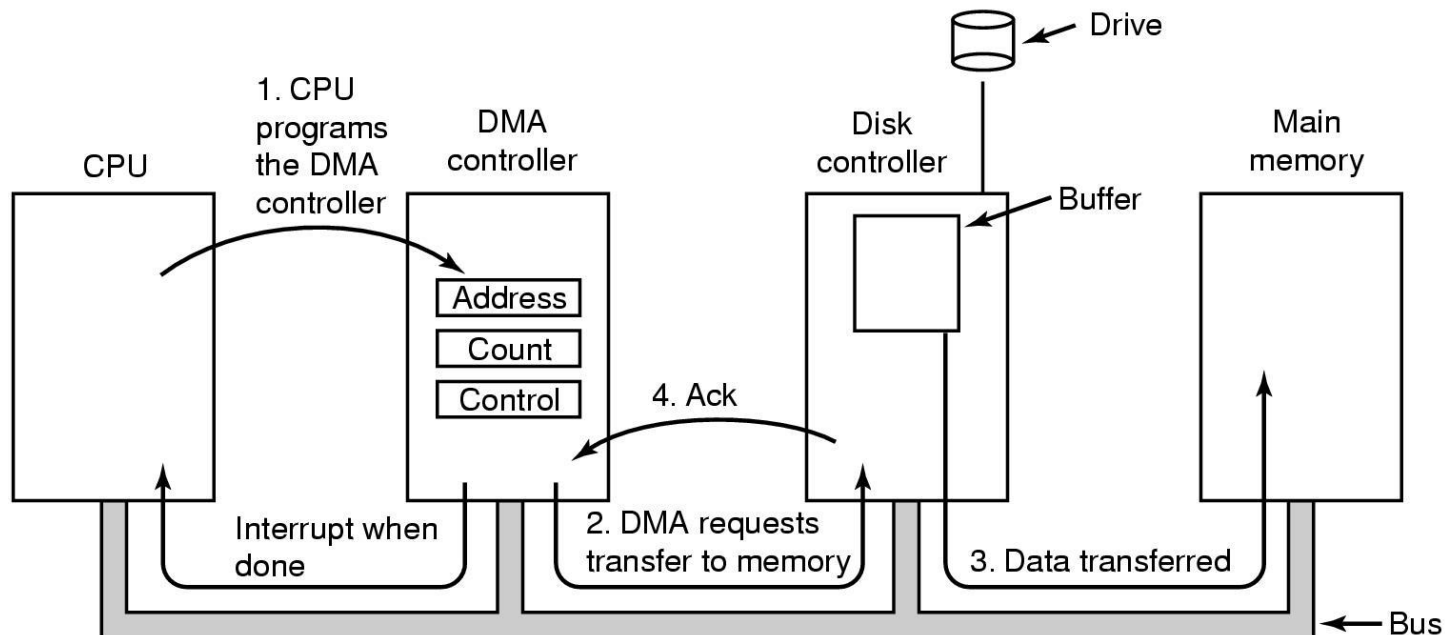 Drive
1. CPU
programs
the DMA
controller
CPU
DMA
controller
Disk
controller
Main
memory
Buffer
Address
Count
Control
4. Ack
Interrupt when
done
2. DMA requests
transfer to memory
3. Data transferred
Bus